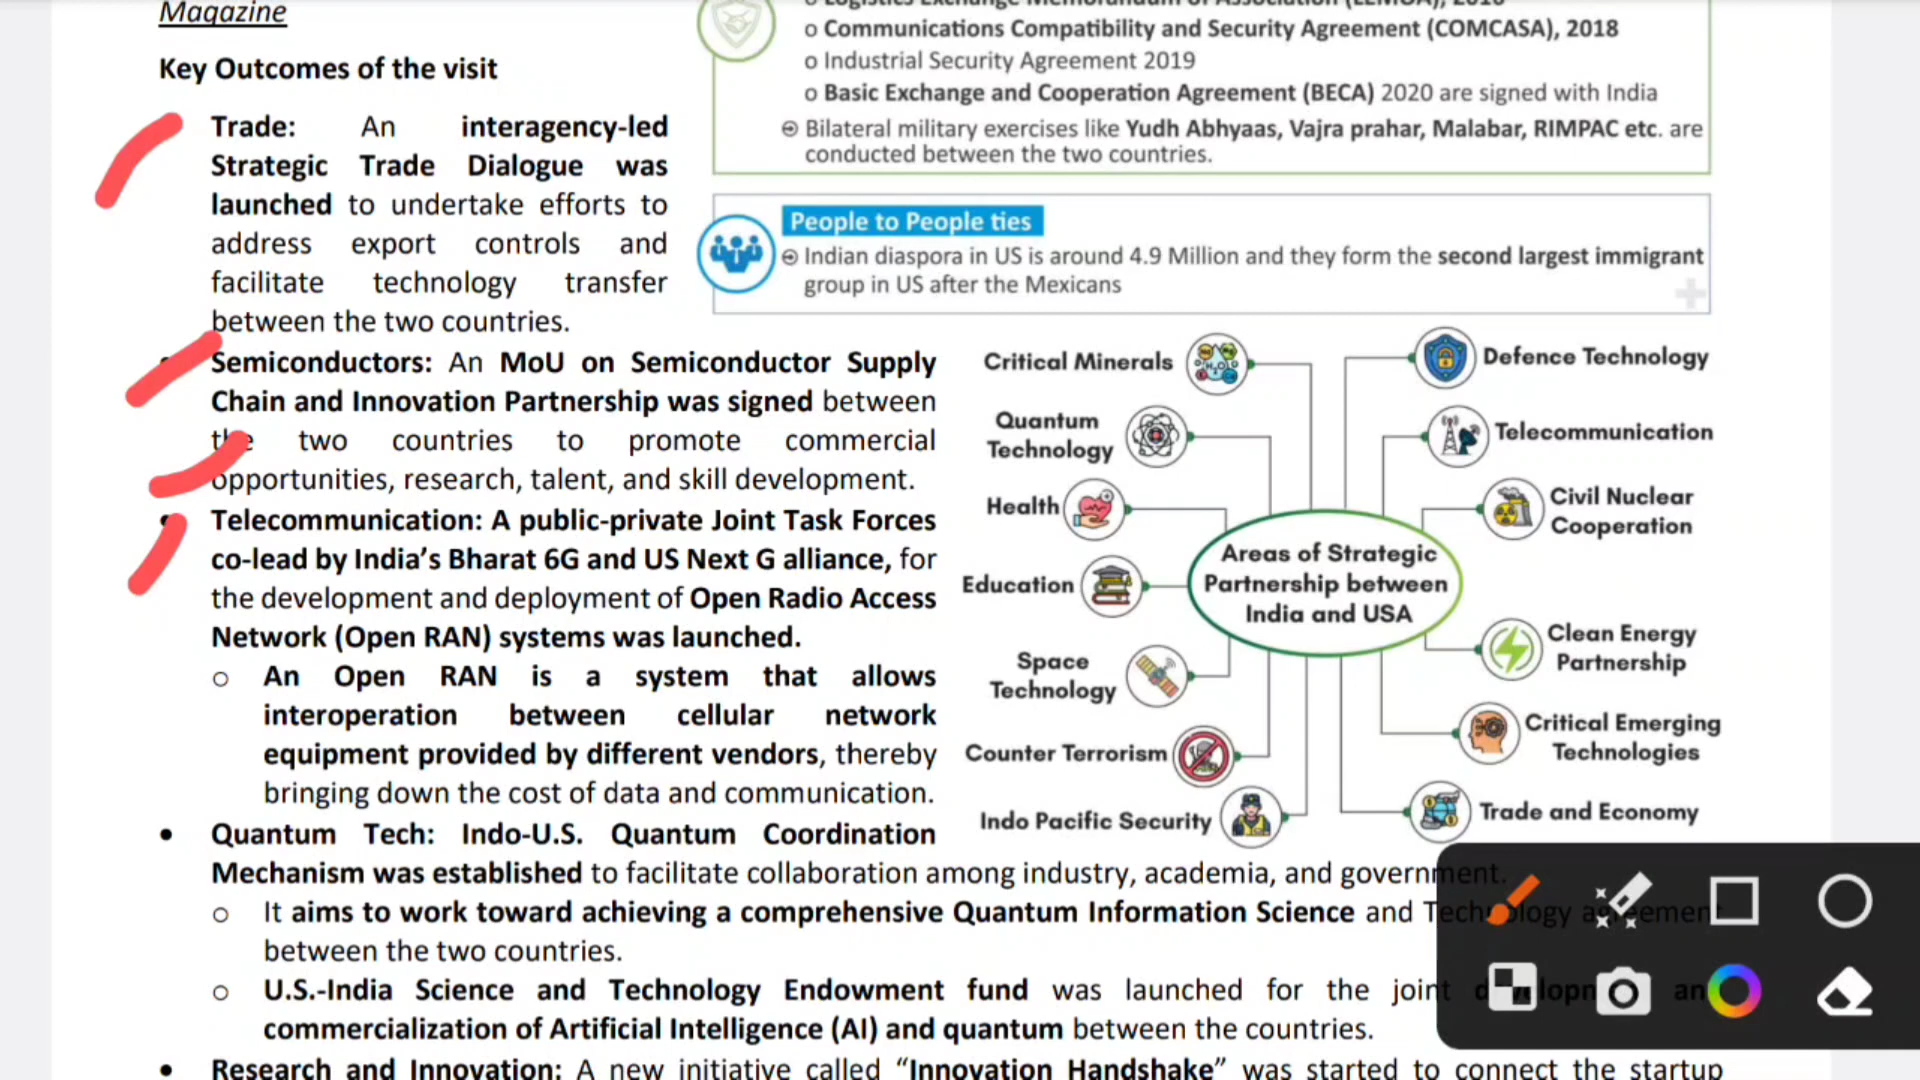 Magazine
Key Outcomes of the visit
Trade: An interagency-led
Strategic Trade Dialogue was
launched to undertake efforts to
address export controls and
facilitate technology transfer
between the two countries.
Semiconductors: An MoU on Semiconductor Supply
Chain and Innovation Partnership was signed between
the two countries to promote commercial
opportunities, research, talent, and skill development.
Telecommunication: A public-private Joint Task Forces
co-lead by India's Bharat 6G and US Next G alliance, for
the development and deployment of Open Radio Access
Network (Open RAN) systems was launched.
o An Open RAN is a system that allows
interoperation between cellular network
equipment provided by different vendors, thereby
bringing down the cost of data and communication.
• Quantum Tech: Indo-U.S. Quantum Coordination
Mechanism was established to facilitate collaboration among industry, academia, and government.
o It aims to work toward achieving a comprehensive Quantum Information Science and Technology agreement
between the two countries.
o U.S.-India Science and Technology Endowment fund was launched for the joint development and
commercialization of Artificial Intelligence (AI) and quantum between the countries.
• Research and Innovation: A new initiative called “Innovation Handshake” was started to connect the startup
o Logistics Exchange Memorandum of Association (LEMOA), 2016
o Communications Compatibility and Security Agreement (COMCASA), 2018
o Industrial Security Agreement 2019
o Basic Exchange and Cooperation Agreement (BECA) 2020 are signed with India
Bilateral military exercises like Yudh Abhyaas, Vajra prahar, Malabar, RIMPAC etc. are
conducted between the two countries.
People to People ties
Indian diaspora in US is around 4.9 Million and they form the second largest immigrant
group in US after the Mexicans
Areas of Strategic
Partnership between
India and USA
Critical Minerals
Quantum
Technology
Health
Education
Space
Technology
Counter Terrorism
Indo Pacific Security
Defence Technology
Telecommunication
Civil Nuclear
Cooperation
Clean Energy
Partnership
Critical Emerging
Technologies
Trade and Economy